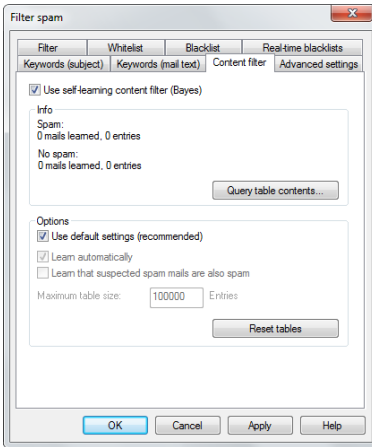 Filter spam
Filter Whitelist Blacklist Real-time blacklists
Keywords (subject) Keywords (mail text) Content filter Advanced settings
Use self-learning content filter (Bayes)
Info
Spam:
0 mails learned, 0 entries
No spam:
0 mails learned, 0 entries
Query table contents...
Options
Use default settings (recommended)
Learn automatically
Learn that suspected spam mails are also spam
Maximum table size: 100000 Entries
Reset tables
OK Cancel Apply Help